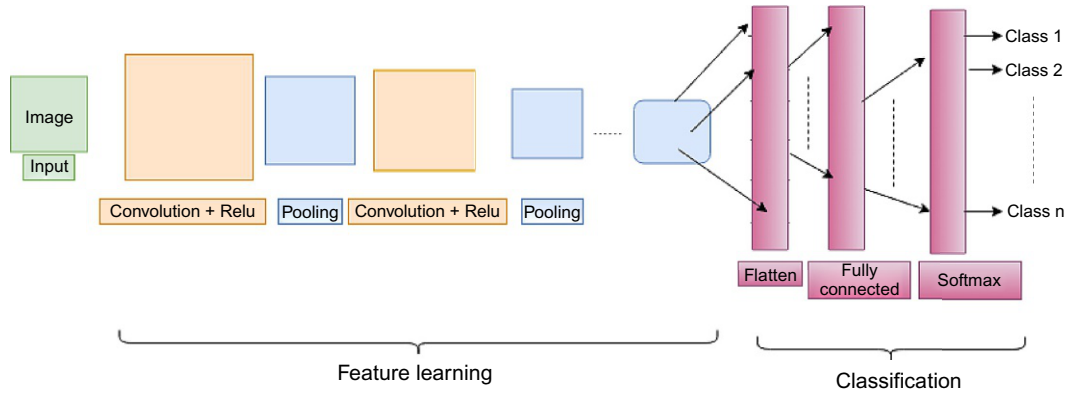 Image
Input
Convolution + Relu
Pooling
Convolution + Relu
Pooling
Flatten
Fully
connected
Softmax
Class 1
Class 2
Class n
Feature learning
Classification